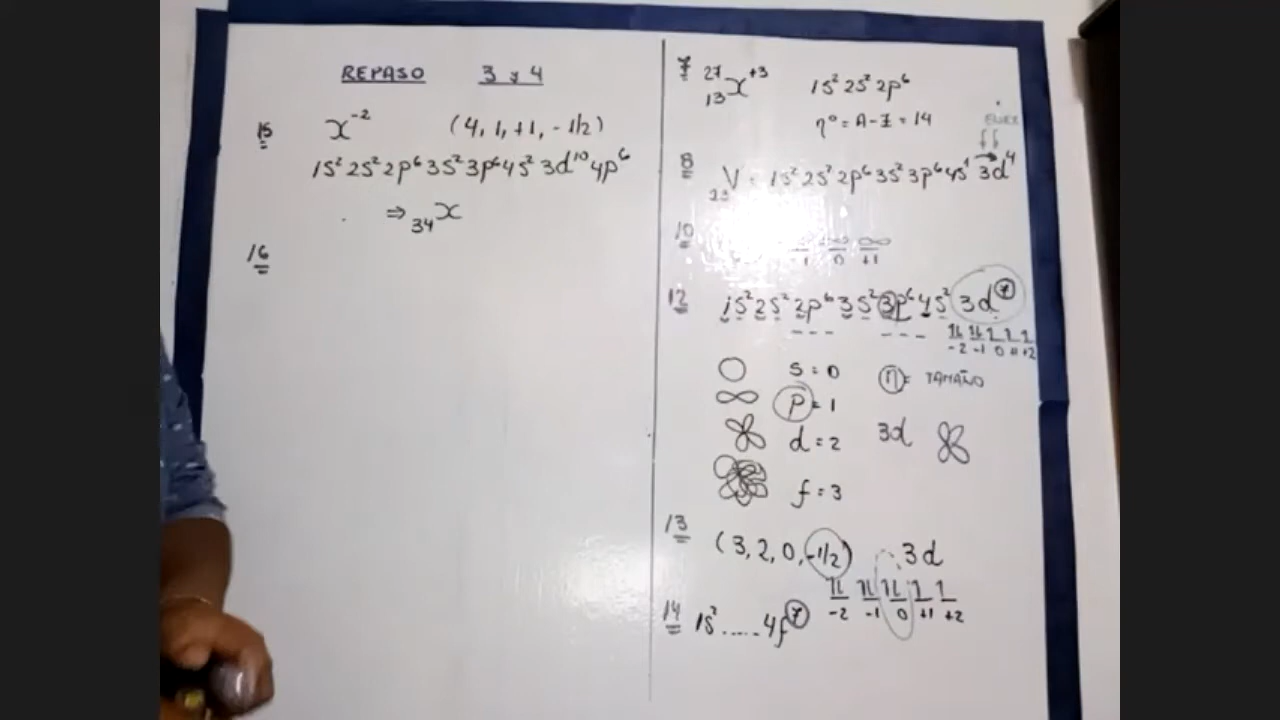 REPASO 3 y 4
15 x⁻² (4, 1, +1, -1/2)
1s² 2s² 2p⁶ 3s² 3p⁶ 4s² 3d¹⁰ 4p⁶
⇒ ₃₄x
16
7 ²⁷₁₃x⁺³ 1s² 2s² 2p⁶
η° = A-Z = 14
8 ₂₃V = 1s² 2s² 2p⁶ 3s² 3p⁶ 4s¹ 3d⁴
10
-1 0 +1
12 1s² 2s² 2p⁶ 3s² 3p⁶ 4s² 3d⁷
-2 -1 0 +1 +2
s = 0 η = TAMAÑO
p = 1
d = 2 3d
f = 3
13 (3, 2, 0, -1/2) 3d
-2 -1 0 +1 +2
14 1s² ..... 4f⁷